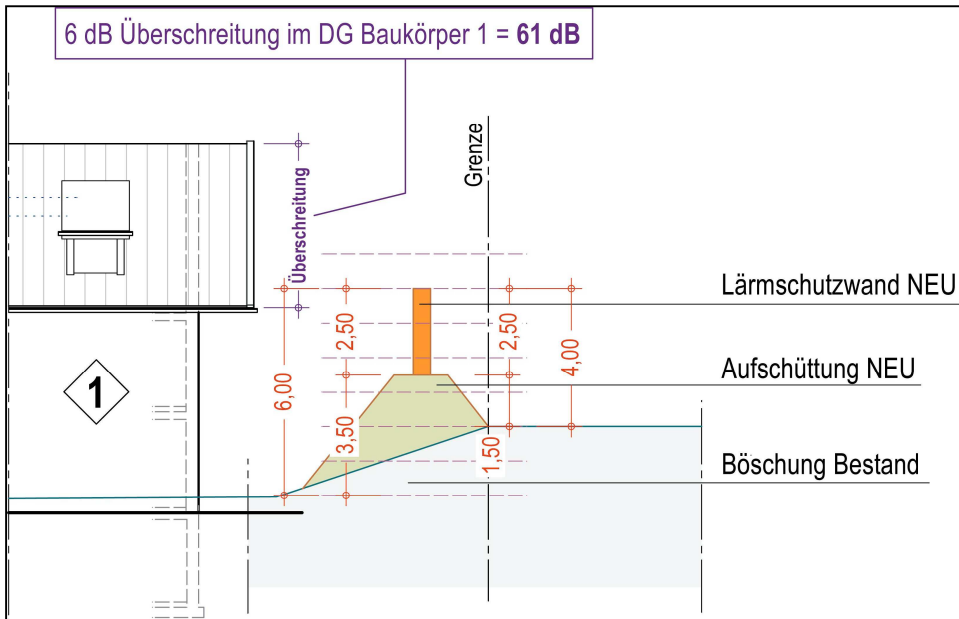 6 dB Überschreitung im DG Baukörper 1 = 61 dB
Grenze
Überschreitung
Lärmschutzwand NEU
2,50
2,50
4,00
6,00
Aufschüttung NEU
1
3,50
1,50
Böschung Bestand